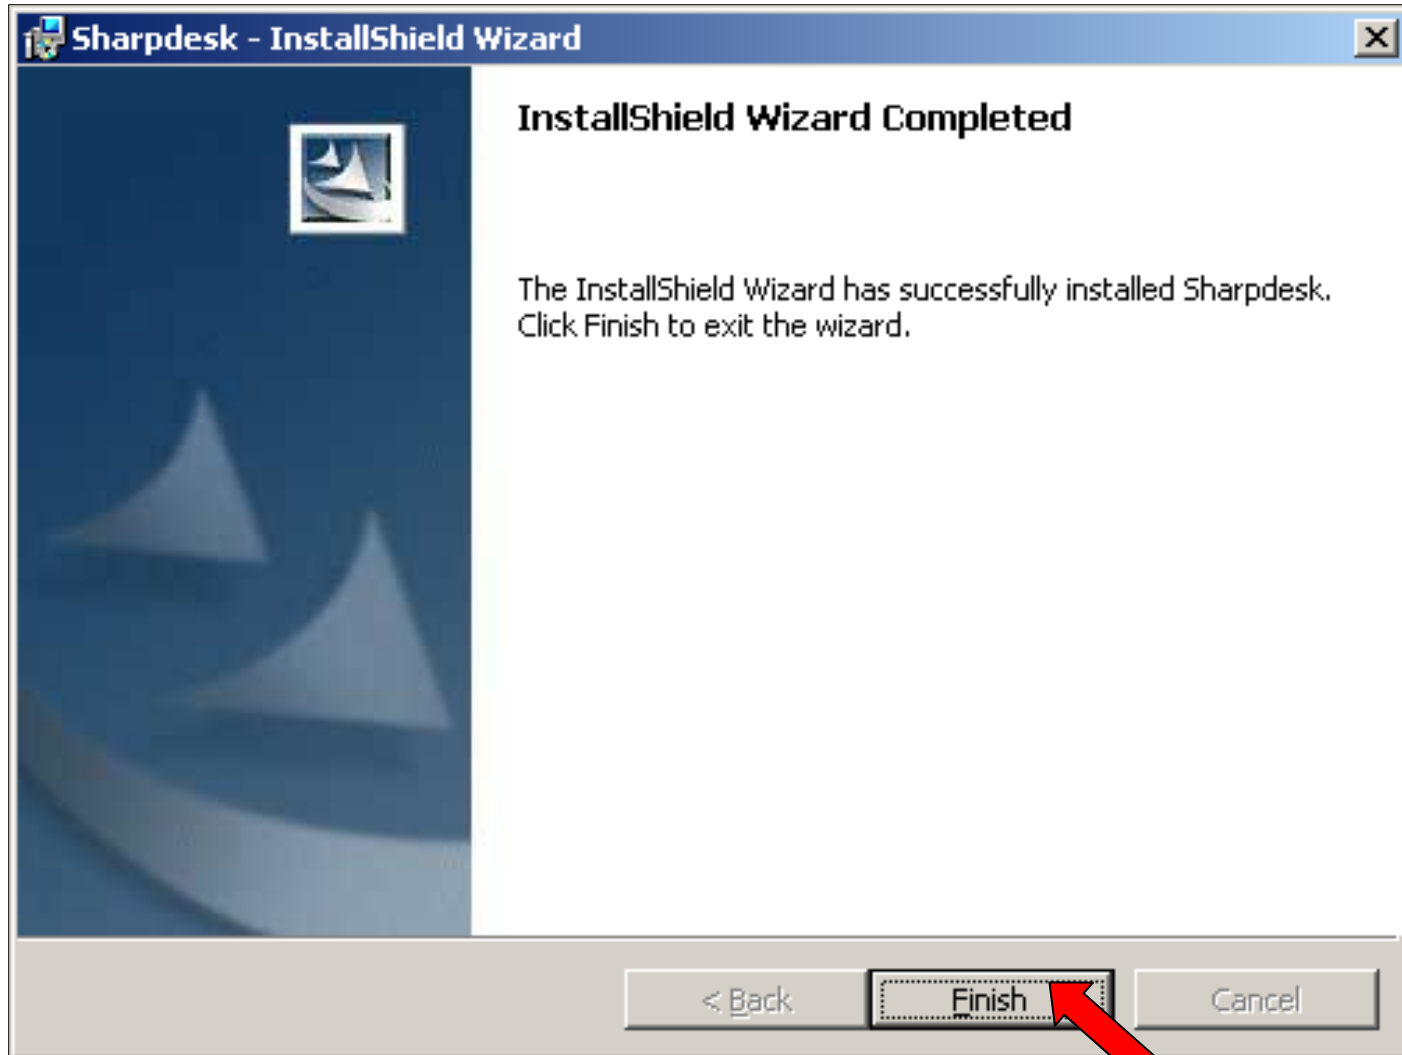 Sharpdesk - InstallShield Wizard
InstallShield Wizard Completed
The InstallShield Wizard has successfully installed Sharpdesk.
Click Finish to exit the wizard.
< Back
Finish
Cancel